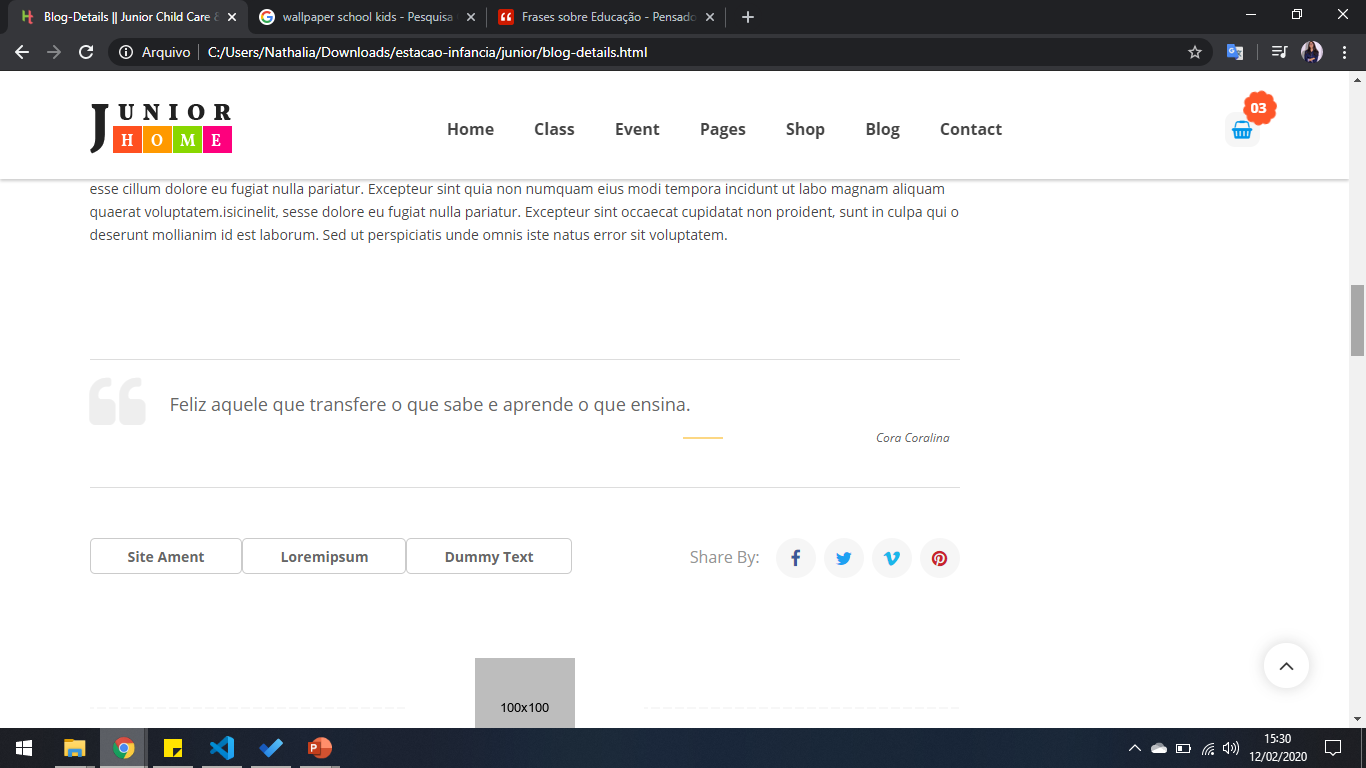 Blog-Details || Junior Child Care &
wallpaper school kids - Pesquisa
Frases sobre Educação - Pensado
Arquivo
C:/Users/Nathalia/Downloads/estacao-infancia/junior/blog-details.html
JUNIOR
HOME
Home
Class
Event
Pages
Shop
Blog
Contact
03
esse cillum dolore eu fugiat nulla pariatur. Excepteur sint quia non numquam eius modi tempora incidunt ut labo magnam aliquam
quaerat voluptatem.isicinelit, sesse dolore eu fugiat nulla pariatur. Excepteur sint occaecat cupidatat non proident, sunt in culpa qui o
deserunt mollianim id est laborum. Sed ut perspiciatis unde omnis iste natus error sit voluptatem.
Feliz aquele que transfere o que sabe e aprende o que ensina.
Cora Coralina
Site Ament
Loremipsum
Dummy Text
Share By:
100x100
15:30
12/02/2020